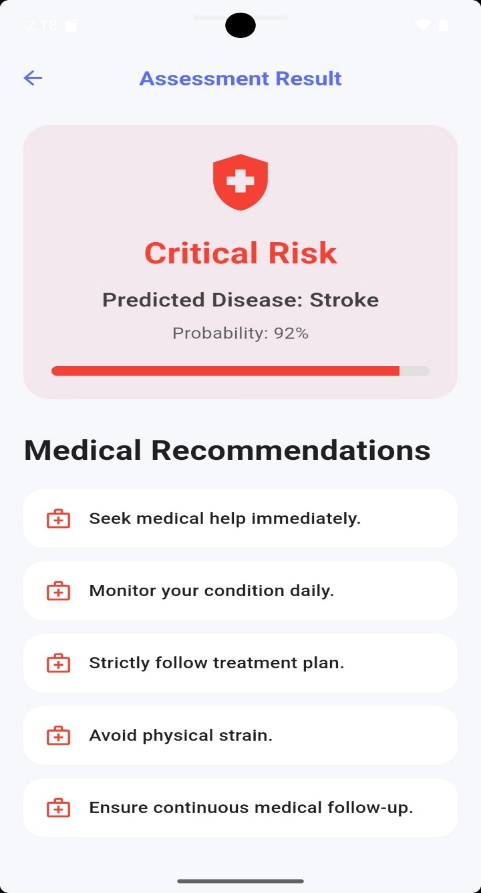 2:18
Assessment Result
Critical Risk
Predicted Disease: Stroke
Probability: 92%
Medical Recommendations
Seek medical help immediately.
Monitor your condition daily.
Strictly follow treatment plan.
Avoid physical strain.
Ensure continuous medical follow-up.